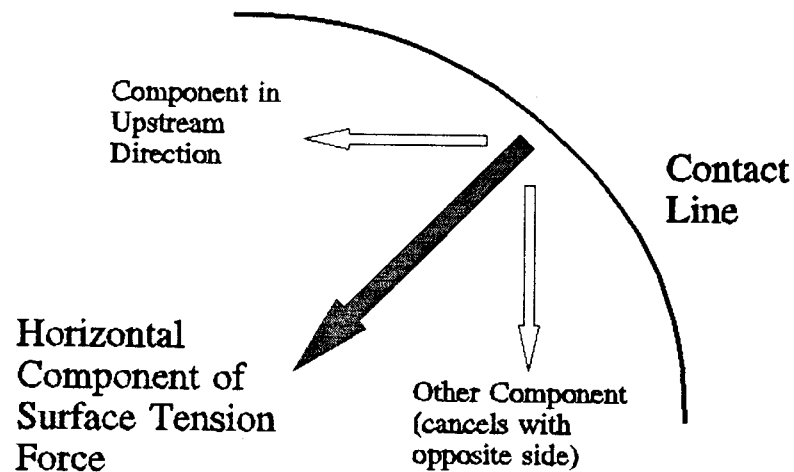 Component in
Upstream
Direction
Contact
Line
Horizontal
Component of
Surface Tension
Force
Other Component
(cancels with
opposite side)